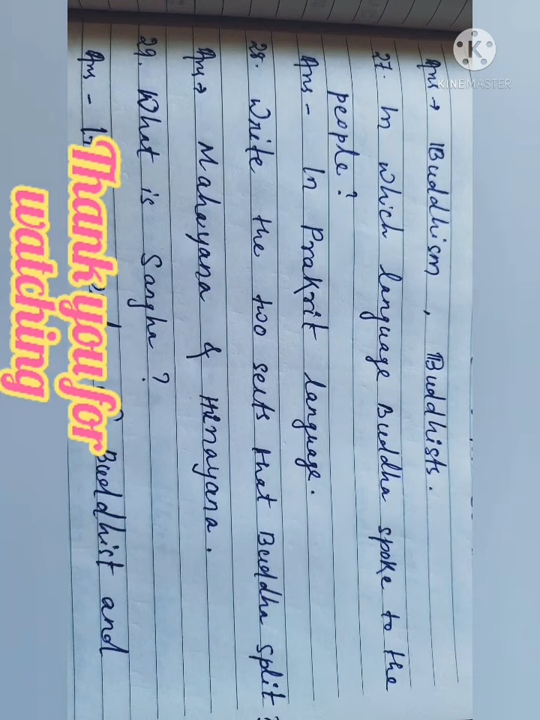 Ans → Buddhism, Buddhists.
27. In which language Buddha spoke to the
people?
Ans - In Prakrit language.
28. Write the two sects that Buddha split
Ans → Mahayana & Hinayana.
29. What is Sangha?
Ans -
Buddhist and
Thank you for
watching
KINEMASTER